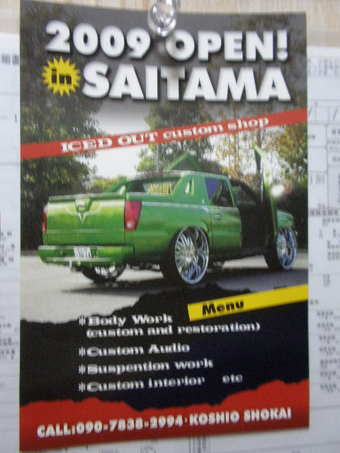 2009 OPEN!
in SAITAMA
ICED OUT custom shop
Menu
*Body Work
(custom and restoration)
*Custom Audio
*Suspention work
*Custom interior etc
CALL:090-7838-2994・KOSHIO SHOKAI